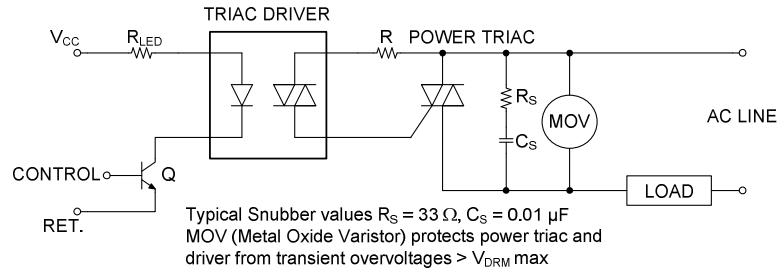 TRIAC DRIVER
V_CC R_LED R POWER TRIAC
R_S
MOV AC LINE
C_S
CONTROL Q
LOAD
RET.
Typical Snubber values R_S = 33 Ω, C_S = 0.01 µF
MOV (Metal Oxide Varistor) protects power triac and
driver from transient overvoltages > V_DRM max